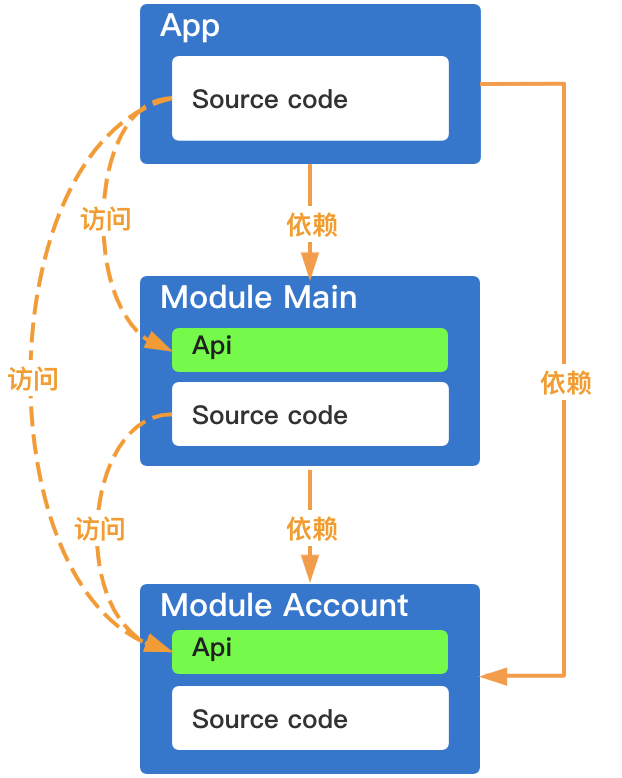 App
Source code
访问
依赖
Module Main
Api
访问
依赖
Source code
访问
依赖
Module Account
Api
Source code